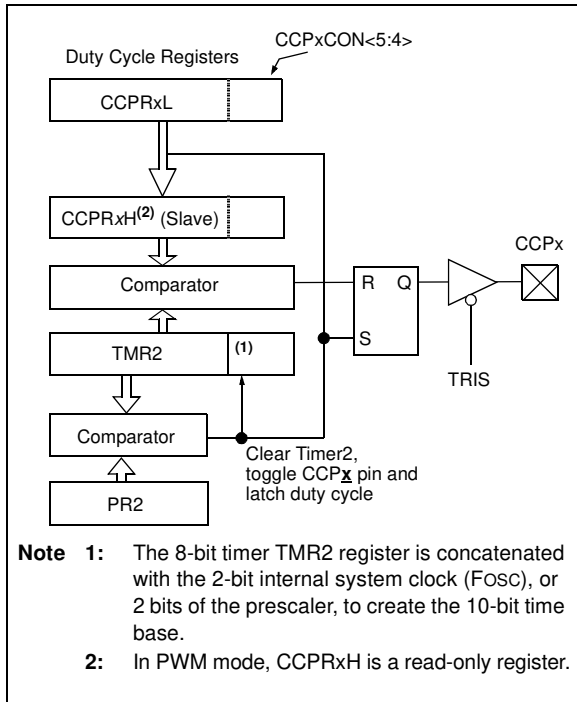 CCPxCON<5:4>
Duty Cycle Registers
CCPRxL
CCPRxH(2) (Slave)
CCPx
Comparator
R Q
S
TMR2 (1)
TRIS
Comparator
Clear Timer2,
toggle CCPx pin and
latch duty cycle
PR2
Note 1: The 8-bit timer TMR2 register is concatenated
with the 2-bit internal system clock (FOSC), or
2 bits of the prescaler, to create the 10-bit time
base.
2: In PWM mode, CCPRxH is a read-only register.